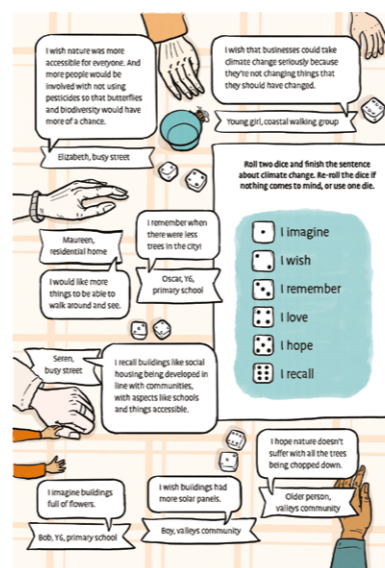 I wish nature was more
accessible for everyone. And
more people would be
involved with not using
pesticides so that butterflies
and biodiversity would have
more of a chance.
Elizabeth, busy street
I wish that businesses could take
climate change seriously because
they're not changing things that
they should have changed.
Young girl, coastal walking group
Roll two dice and finish the sentence
about climate change. Re-roll the dice if
nothing comes to mind, or use one die.
I imagine
I wish
I remember
I love
I hope
I recall
Maureen,
residential home
I would like more
things to be able to
walk around and see.
I remember when
there were less
trees in the city!
Oscar, Y6,
primary school
Seren,
busy street
I recall buildings like social
housing being developed in
line with communities,
with aspects like schools
and things accessible.
I imagine buildings
full of flowers.
Bob, Y6, primary school
I wish buildings had
more solar panels.
Boy, valleys community
I hope nature doesn't
suffer with all the trees
being chopped down.
Older person,
valleys community